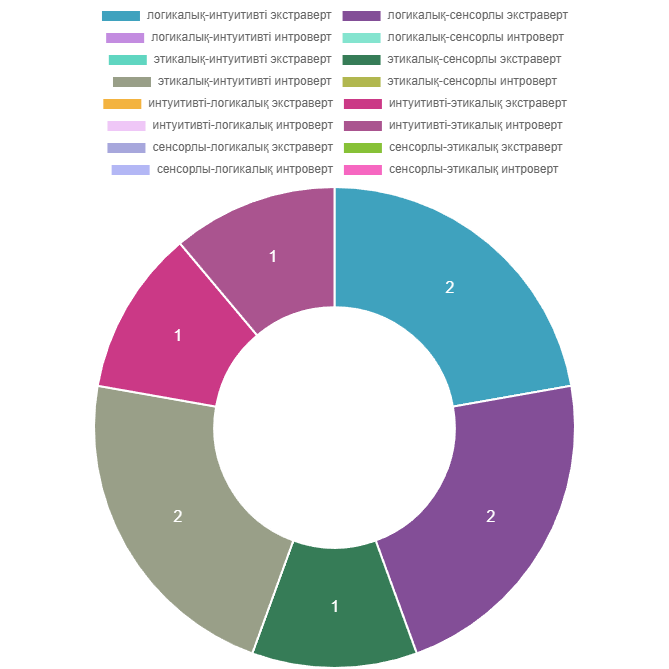 логикалық-интуитивті экстраверт логикалық-сенсорлы экстраверт
логикалық-интуитивті интроверт логикалық-сенсорлы интроверт
этикалық-интуитивті экстраверт этикалық-сенсорлы экстраверт
этикалық-интуитивті интроверт этикалық-сенсорлы интроверт
интуитивті-логикалық экстраверт интуитивті-этикалық экстраверт
интуитивті-логикалық интроверт интуитивті-этикалық интроверт
сенсорлы-логикалық экстраверт сенсорлы-этикалық экстраверт
сенсорлы-логикалық интроверт сенсорлы-этикалық интроверт
1
2
1
2
2
1